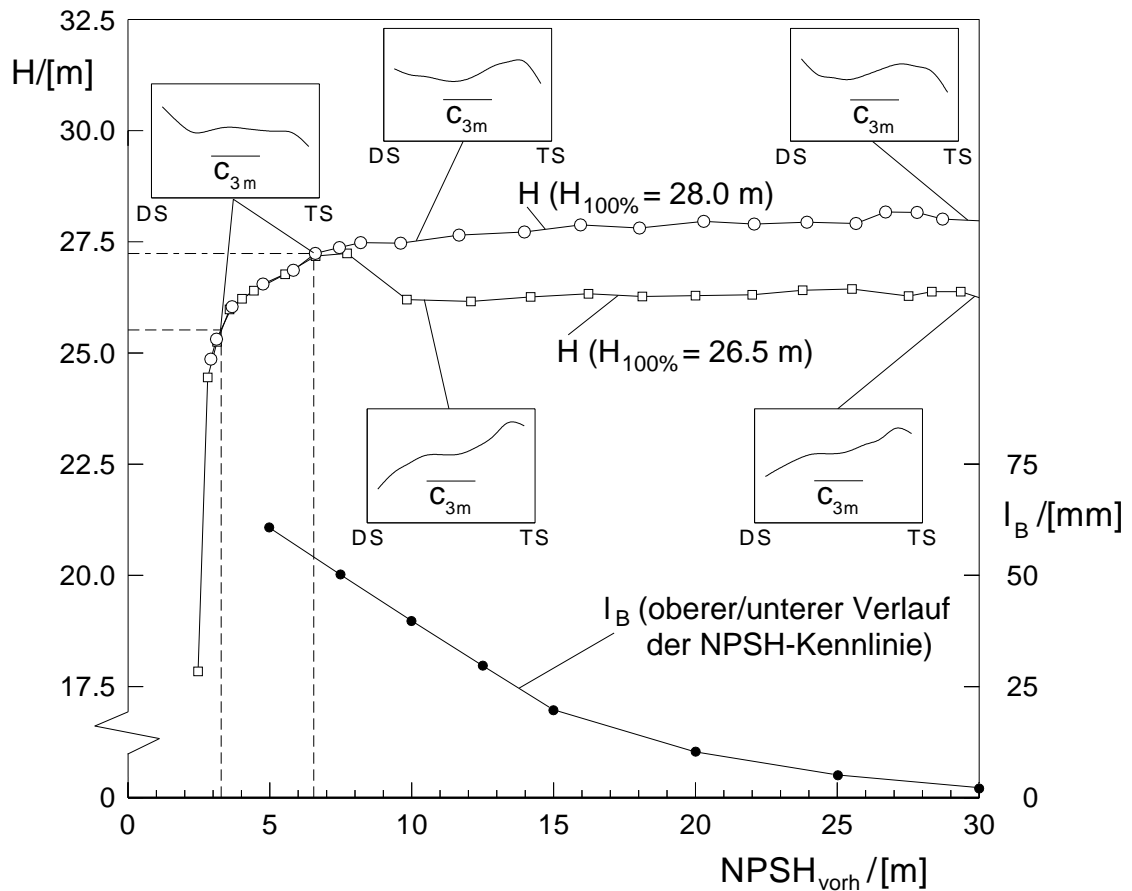 32.5
H/[m]
30.0
27.5
25.0
22.5
20.0
17.5
0
c3m
DS TS
c3m
DS TS
c3m
DS TS
H (H100% = 28.0 m)
H (H100% = 26.5 m)
c3m
DS TS
c3m
DS TS
75
lB /[mm]
50
25
0
lB (oberer/unterer Verlauf
der NPSH-Kennlinie)
0 5 10 15 20 25 30
NPSHvorh /[m]